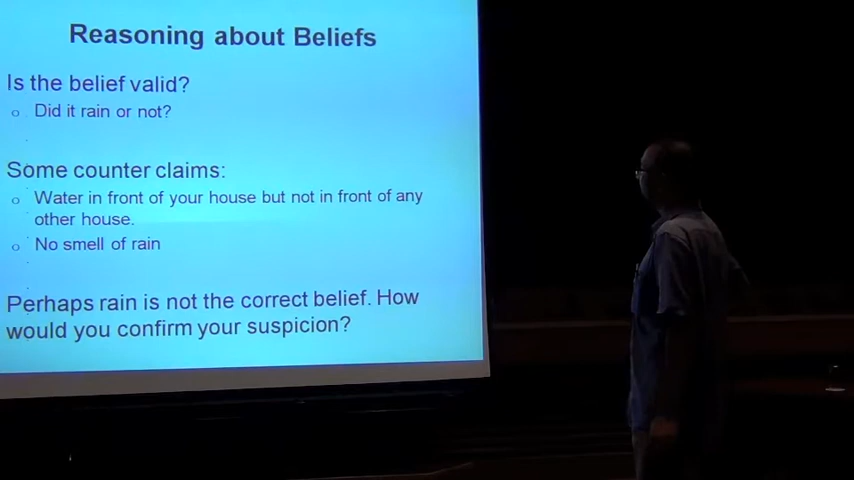 Reasoning about Beliefs
Is the belief valid?
o Did it rain or not?
Some counter claims:
o Water in front of your house but not in front of any
other house.
o No smell of rain
Perhaps rain is not the correct belief. How
would you confirm your suspicion?